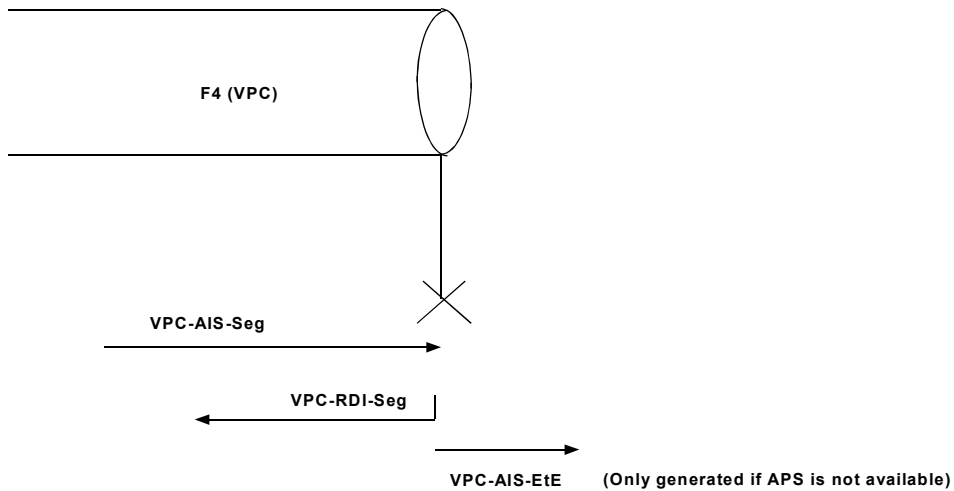 F4 (VPC)
VPC-AIS-Seg
VPC-RDI-Seg
VPC-AIS-EtE (Only generated if APS is not available)